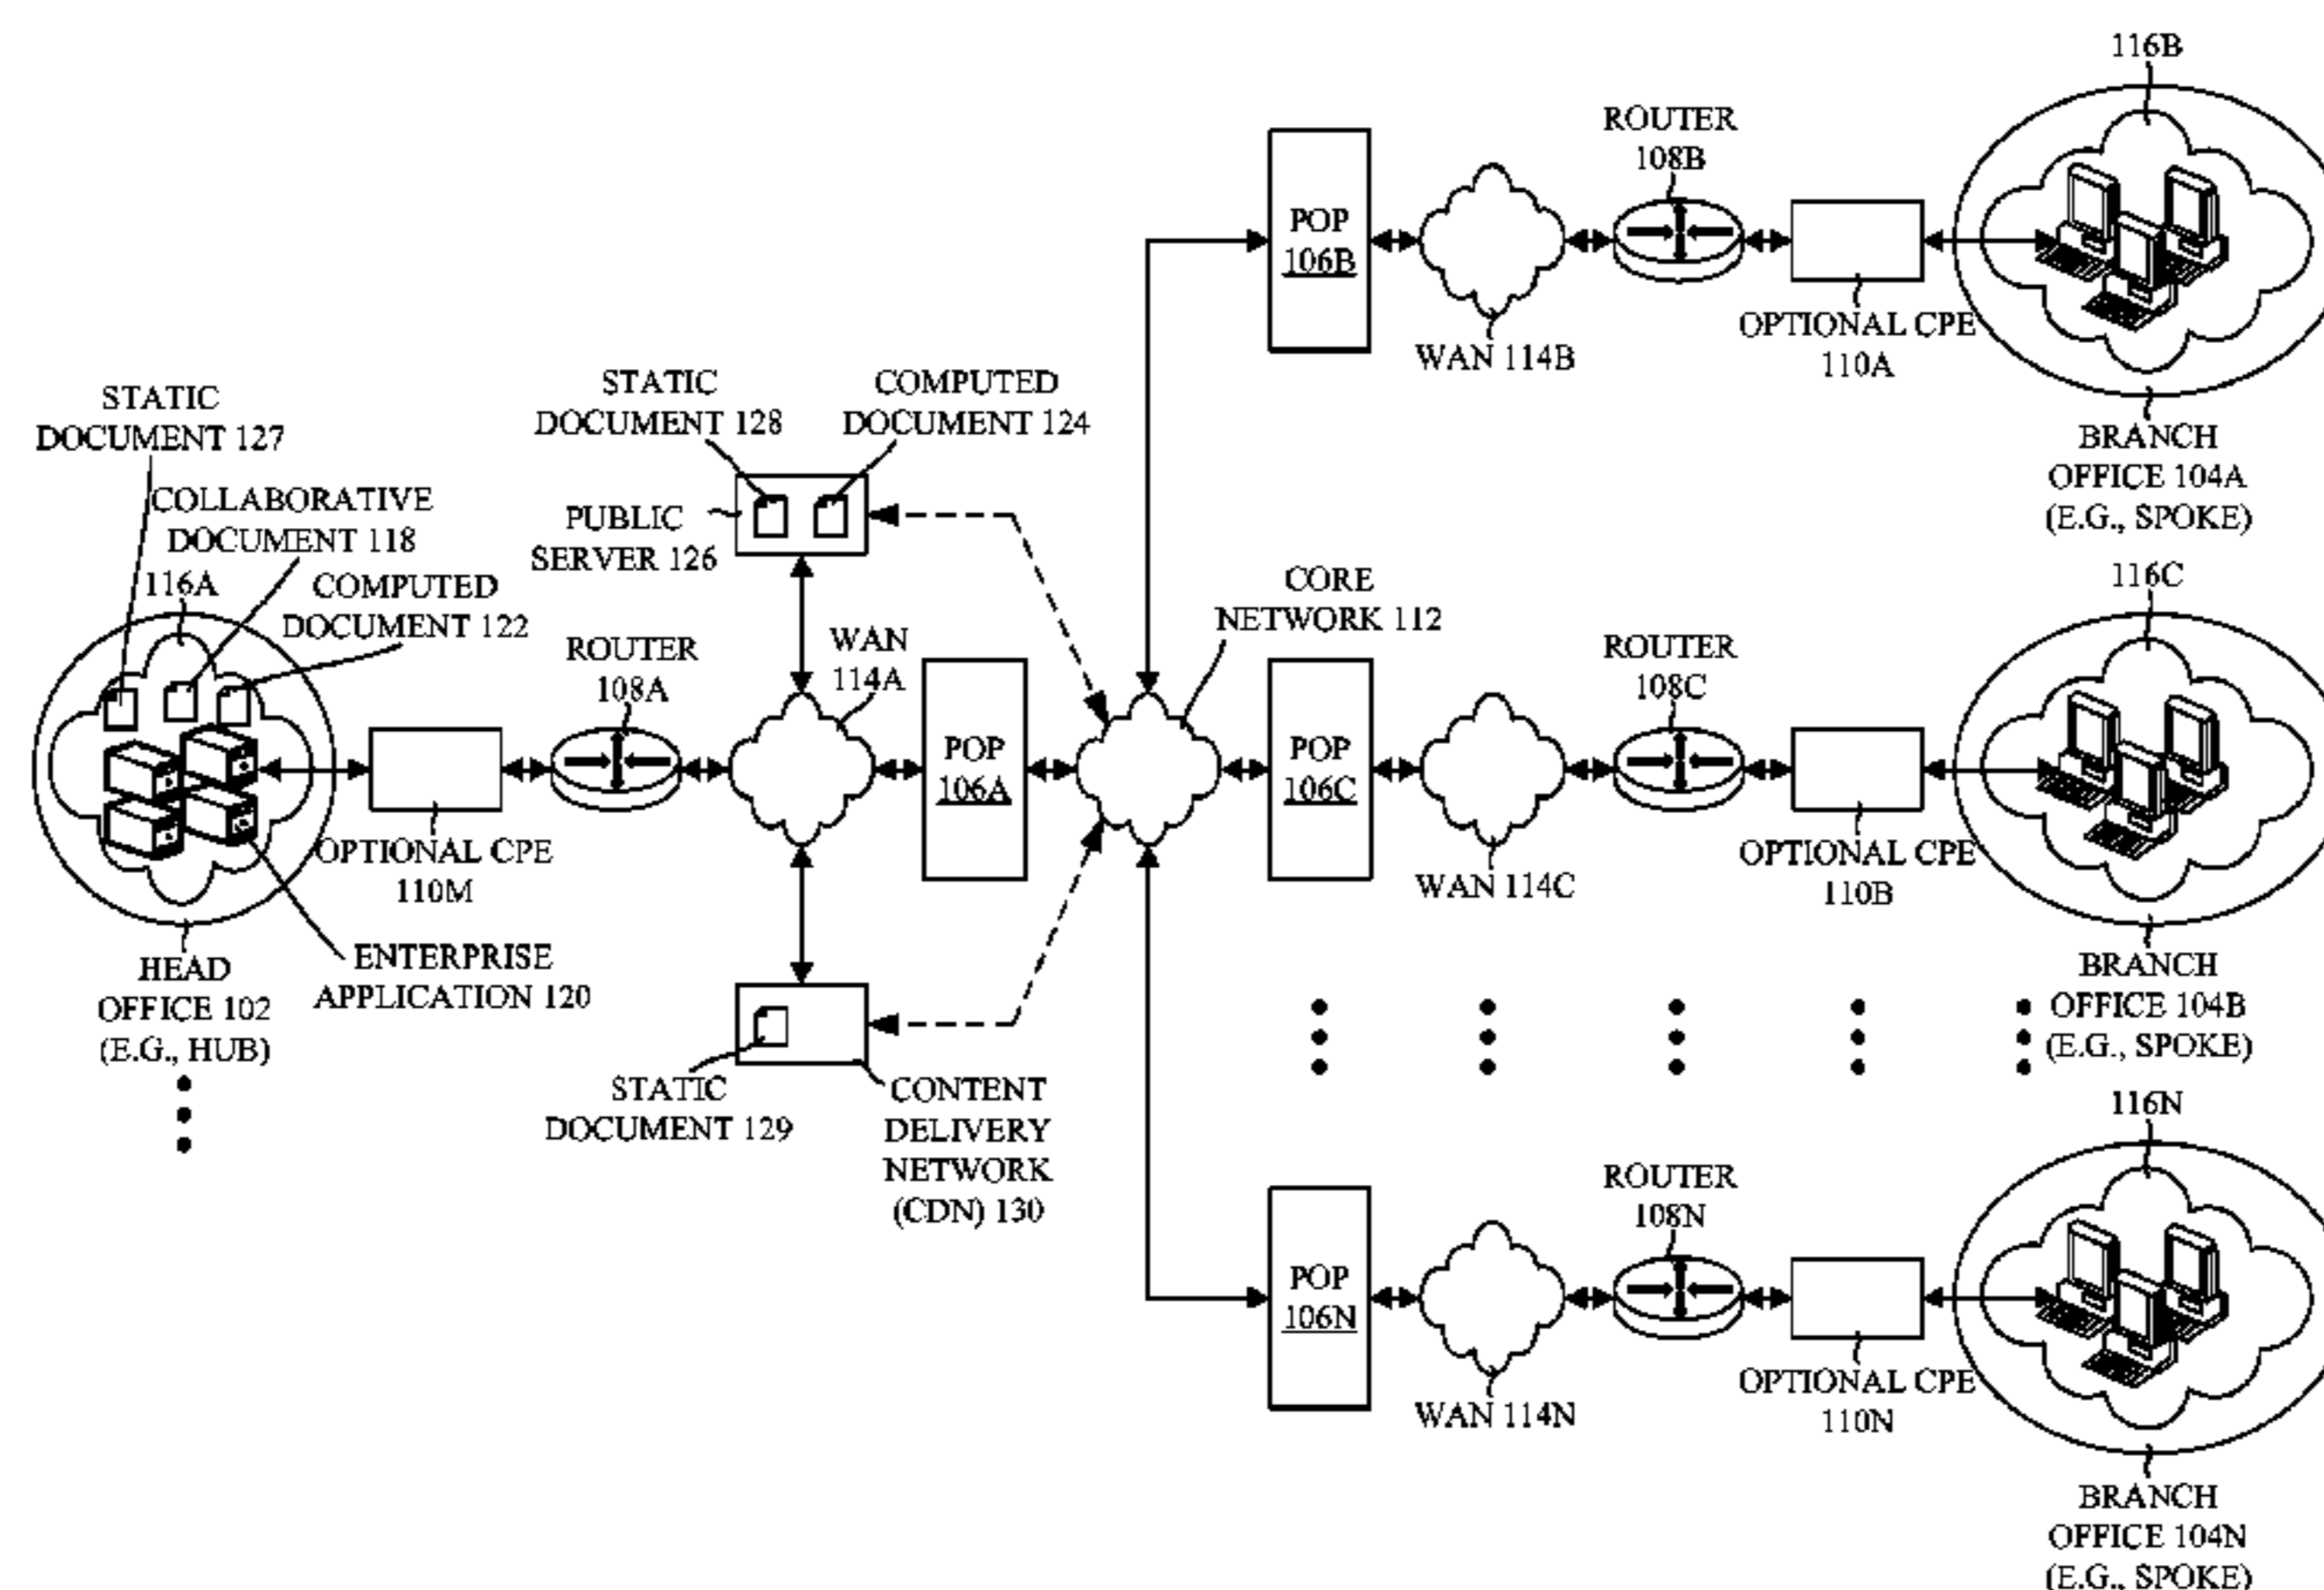 116B
ROUTER
108B
POP
106B
WAN 114B
OPTIONAL CPE
110A
BRANCH
OFFICE 104A
(E.G., SPOKE)
STATIC
DOCUMENT 127
COLLABORATIVE
DOCUMENT 118
116A
COMPUTED
DOCUMENT 122
STATIC
DOCUMENT 128
COMPUTED
DOCUMENT 124
PUBLIC
SERVER 126
ROUTER
108A
WAN
114A
POP
106A
CORE
NETWORK 112
OPTIONAL CPE
110M
HEAD
OFFICE 102
(E.G., HUB)
ENTERPRISE
APPLICATION 120
STATIC
DOCUMENT 129
CONTENT
DELIVERY
NETWORK
(CDN) 130
116C
ROUTER
108C
POP
106C
WAN 114C
OPTIONAL CPE
110B
BRANCH
OFFICE 104B
(E.G., SPOKE)
116N
ROUTER
108N
POP
106N
WAN 114N
OPTIONAL CPE
110N
BRANCH
OFFICE 104N
(E.G., SPOKE)